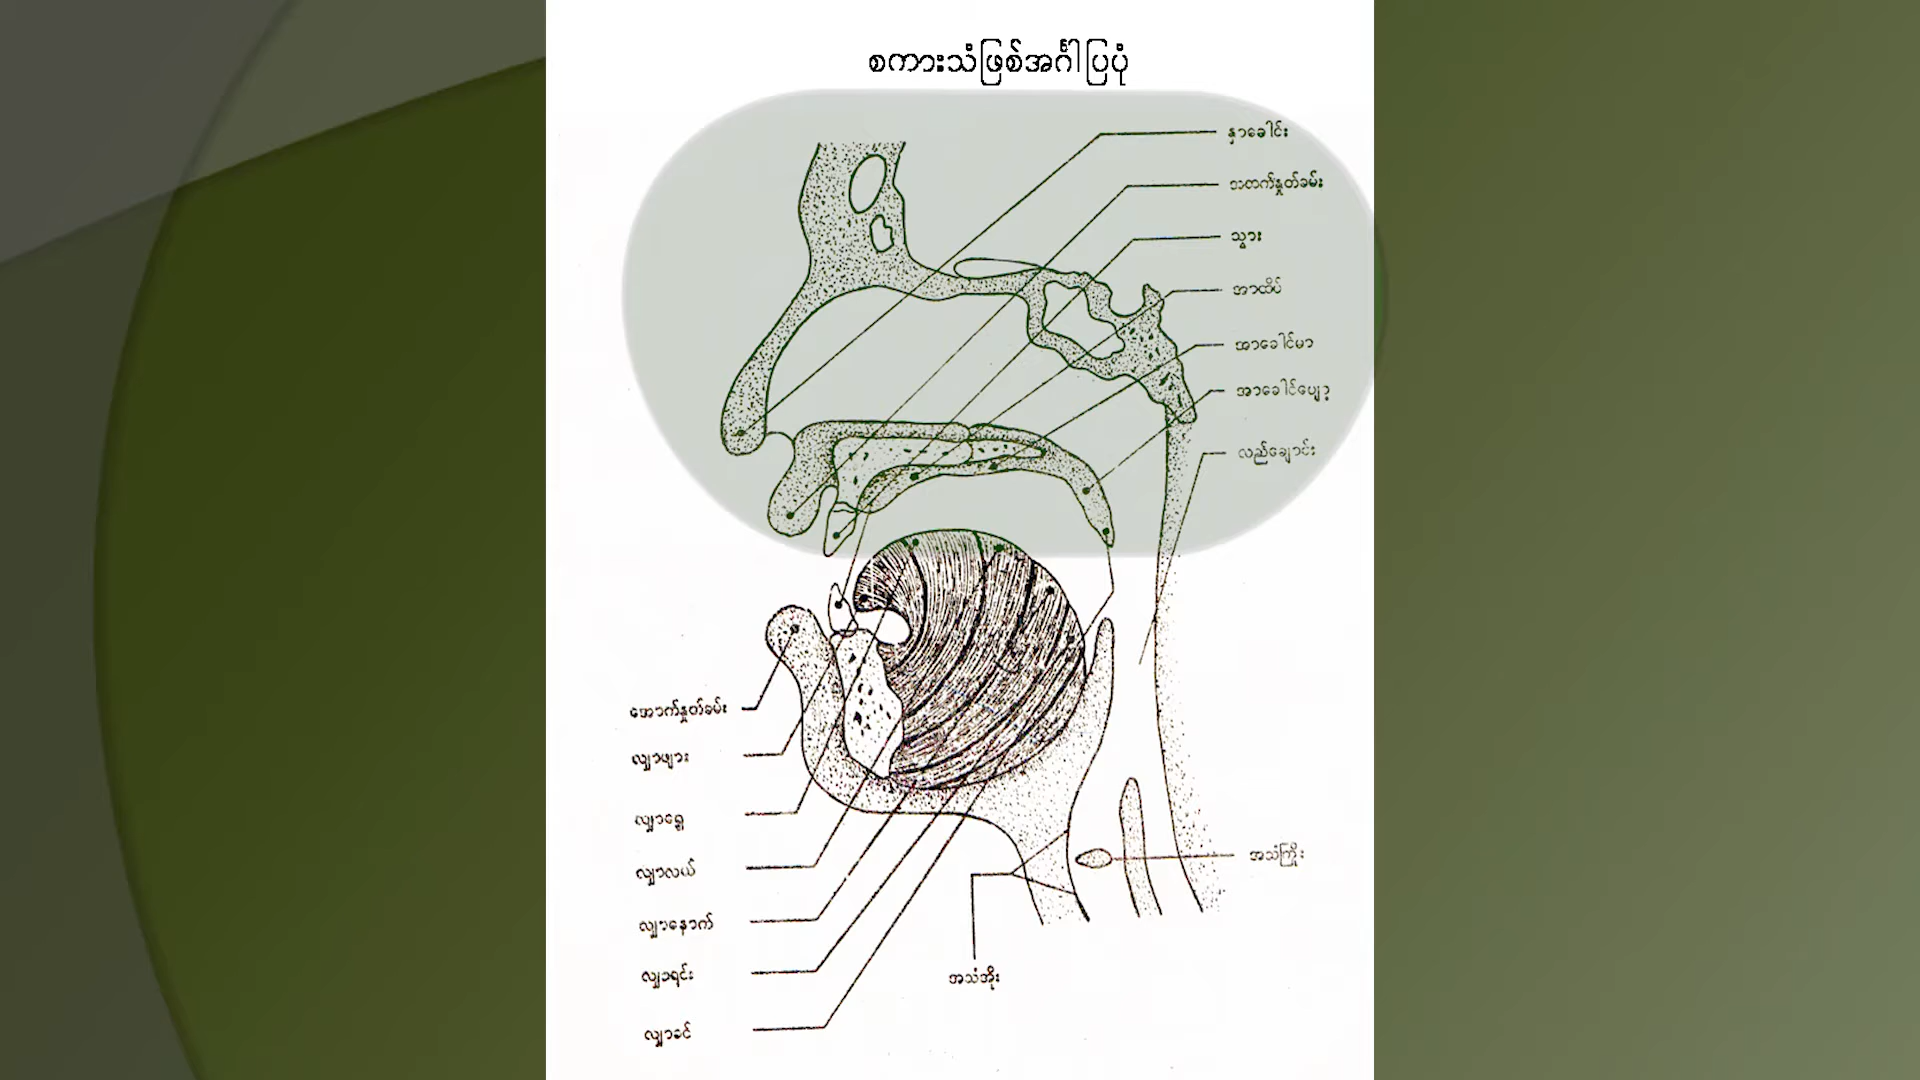 စကားသံဖြစ်အင်္ဂါပြပုံ
နှာခေါင်း
အထက်နှုတ်ခမ်း
သွား
အာထိပ်
အာခေါင်မာ
အာခေါင်ပျော့
လည်ချောင်း
အောက်နှုတ်ခမ်း
လျှာဖျား
လျှာရှေ့
လျှာလယ်
လျှာနောက်
လျှာရင်း
လျှာခင်
အသံကြိုး
အသံအိုး